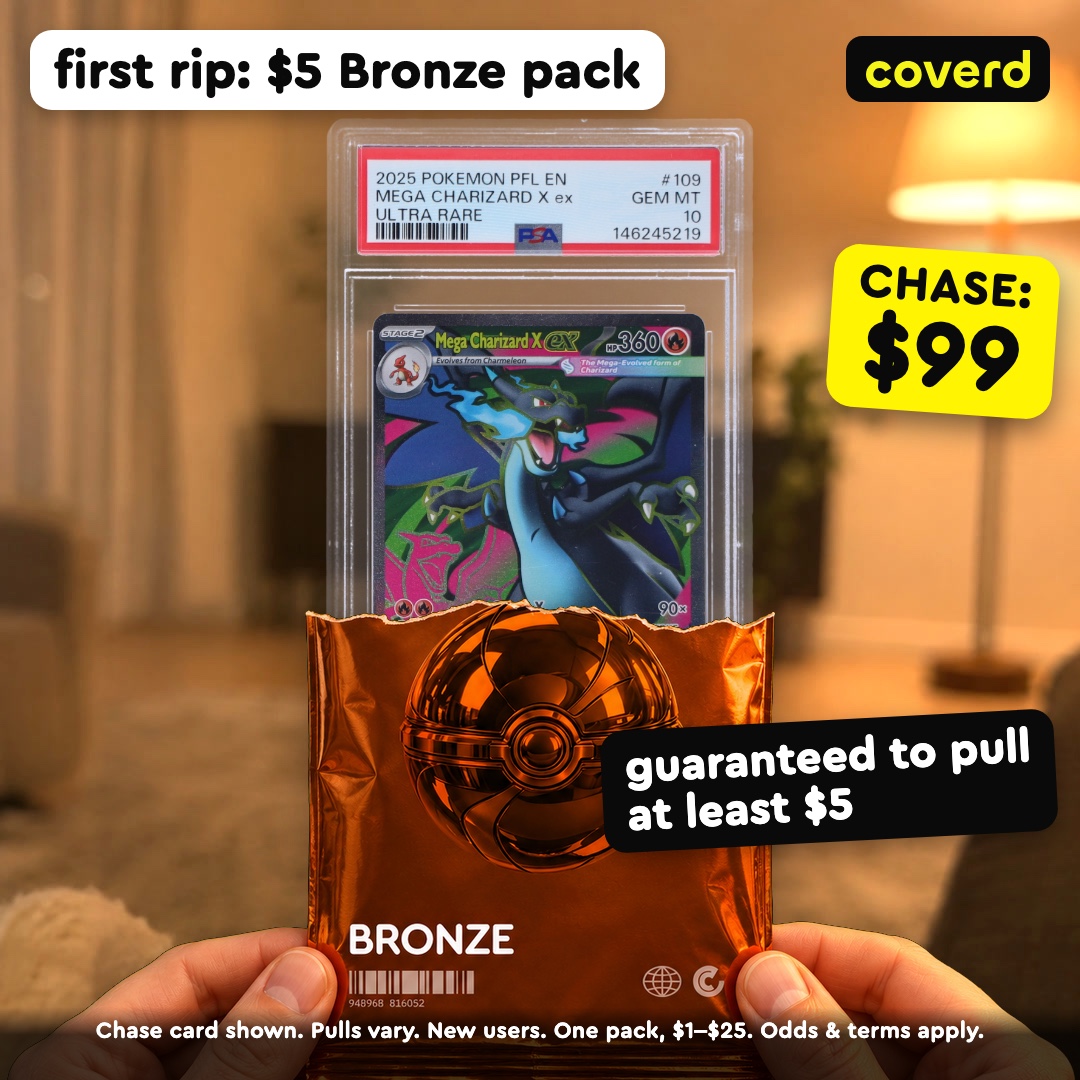 first rip: $5 Bronze pack
coverd
2025 POKEMON PFL EN #109
MEGA CHARIZARD X ex GEM MT
ULTRA RARE 10
PSA 146245219
CHASE:
$99
STAGE2 Mega Charizard X ex HP 360
Evolves from Charmeleon
The Mega-Evolved form of
Charizard
X 90×
guaranteed to pull
at least $5
BRONZE
948968 816052
Chase card shown. Pulls vary. New users. One pack, $1–$25. Odds & terms apply.